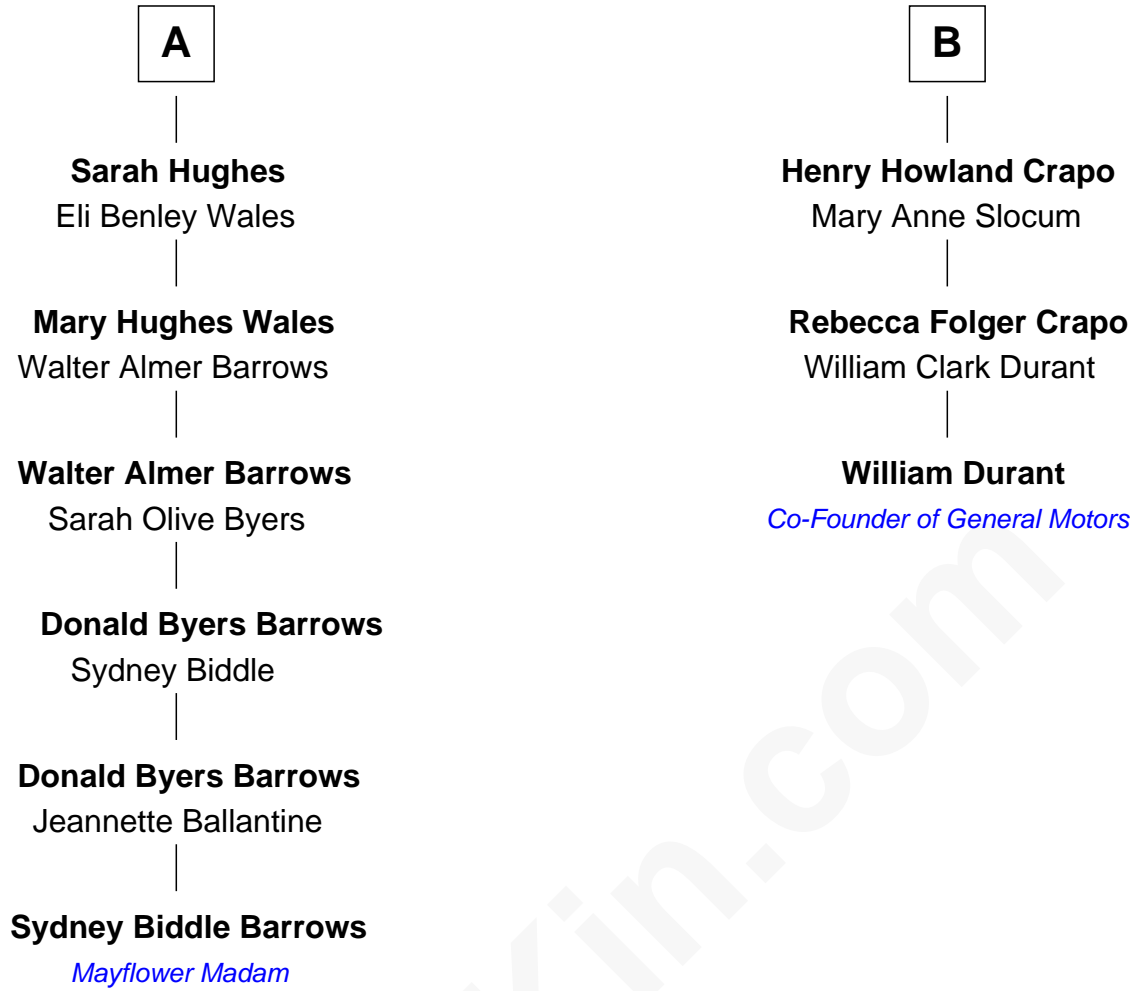 A
Sarah Hughes
Eli Benley Wales
Mary Hughes Wales
Walter Almer Barrows
Walter Almer Barrows
Sarah Olive Byers
Donald Byers Barrows
Sydney Biddle
Donald Byers Barrows
Jeannette Ballantine
Sydney Biddle Barrows
Mayflower Madam
B
Henry Howland Crapo
Mary Anne Slocum
Rebecca Folger Crapo
William Clark Durant
William Durant
Co-Founder of General Motors